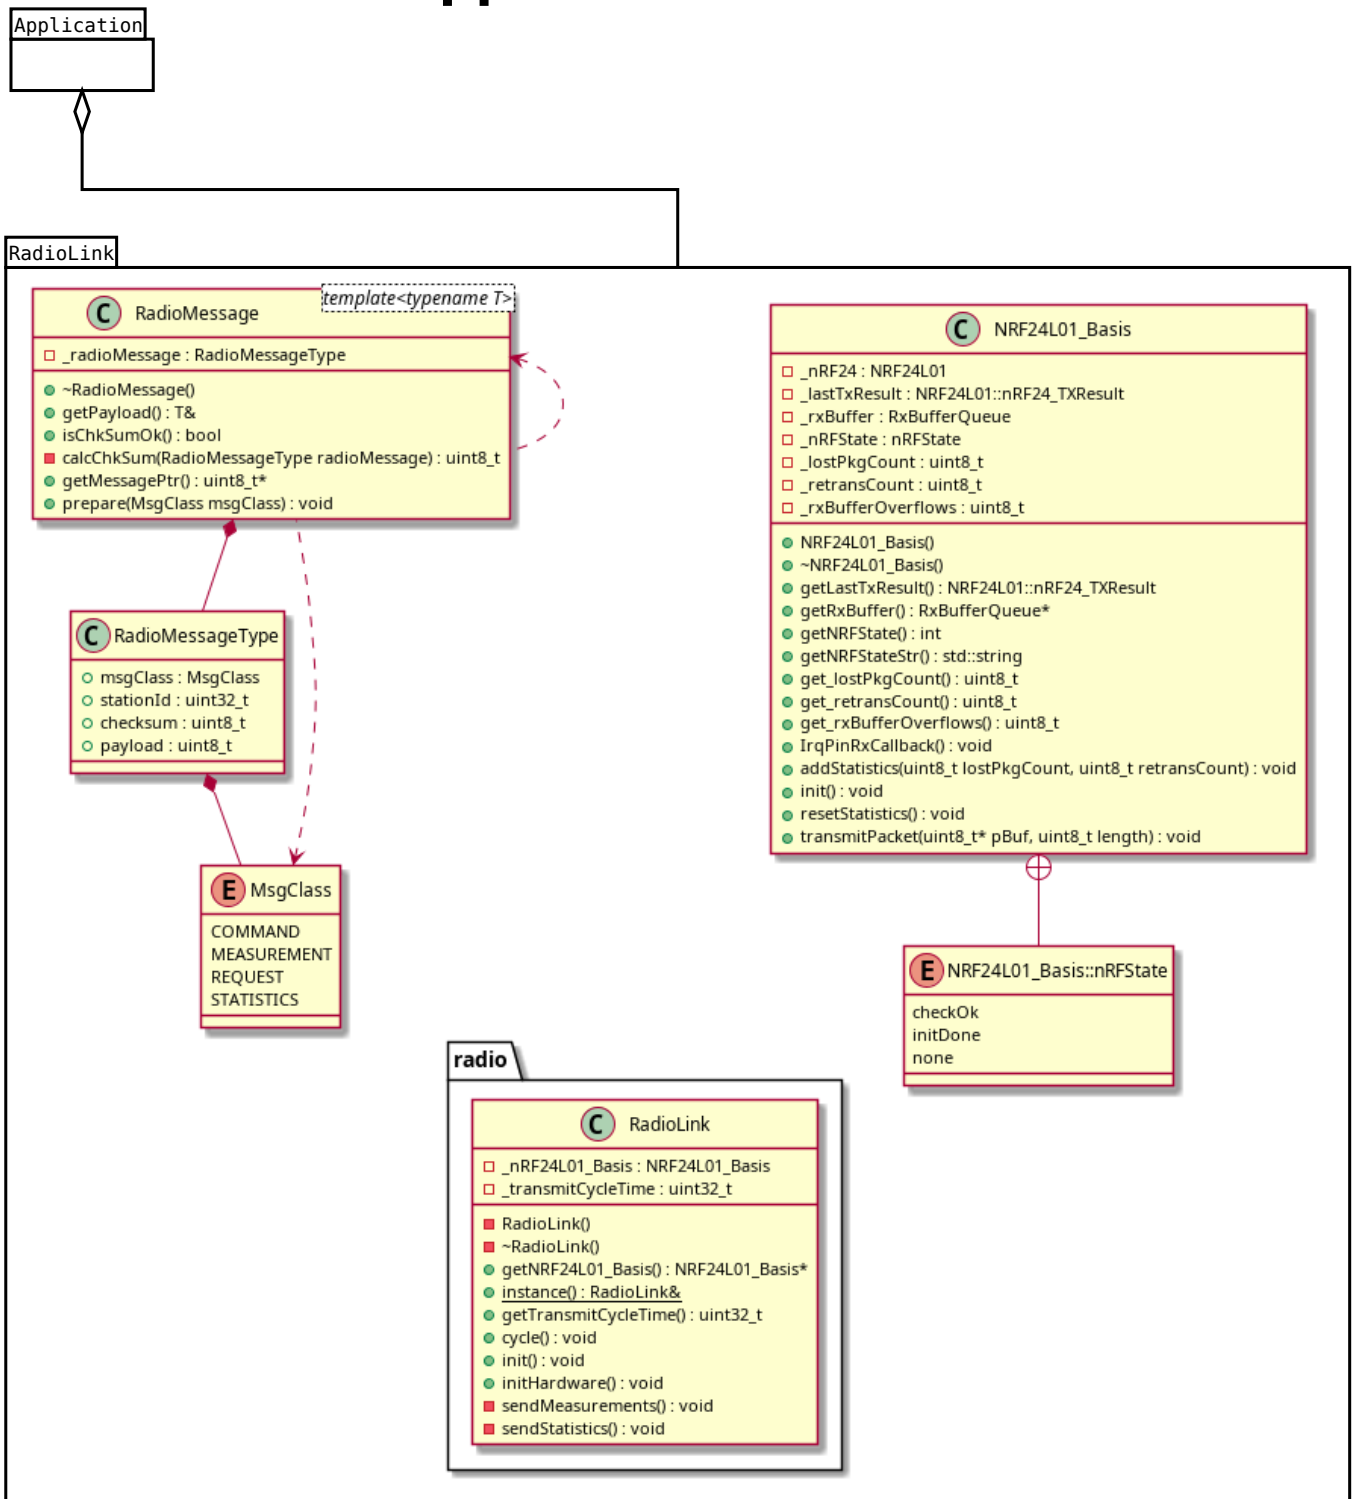 Application
RadioLink
template<typename T>
C RadioMessage
_radioMessage : RadioMessageType
~RadioMessage()
getPayload() : T&
isChkSumOk() : bool
calcChkSum(RadioMessageType radioMessage) : uint8_t
getMessagePtr() : uint8_t*
prepare(MsgClass msgClass) : void
C NRF24L01_Basis
_nRF24 : NRF24L01
_lastTxResult : NRF24L01::nRF24_TXResult
_rxBuffer : RxBufferQueue
_nRFState : nRFState
_lostPkgCount : uint8_t
_retransCount : uint8_t
_rxBufferOverflows : uint8_t
NRF24L01_Basis()
~NRF24L01_Basis()
getLastTxResult() : NRF24L01::nRF24_TXResult
getRxBuffer() : RxBufferQueue*
getNRFState() : int
getNRFStateStr() : std::string
get_lostPkgCount() : uint8_t
get_retransCount() : uint8_t
get_rxBufferOverflows() : uint8_t
IrqPinRxCallback() : void
addStatistics(uint8_t lostPkgCount, uint8_t retransCount) : void
init() : void
resetStatistics() : void
transmitPacket(uint8_t* pBuf, uint8_t length) : void
C RadioMessageType
msgClass : MsgClass
stationId : uint32_t
checksum : uint8_t
payload : uint8_t
E MsgClass
COMMAND
MEASUREMENT
REQUEST
STATISTICS
E NRF24L01_Basis::nRFState
checkOk
initDone
none
radio
C RadioLink
_nRF24L01_Basis : NRF24L01_Basis
_transmitCycleTime : uint32_t
RadioLink()
~RadioLink()
getNRF24L01_Basis() : NRF24L01_Basis*
instance() : RadioLink&
getTransmitCycleTime() : uint32_t
cycle() : void
init() : void
initHardware() : void
sendMeasurements() : void
sendStatistics() : void